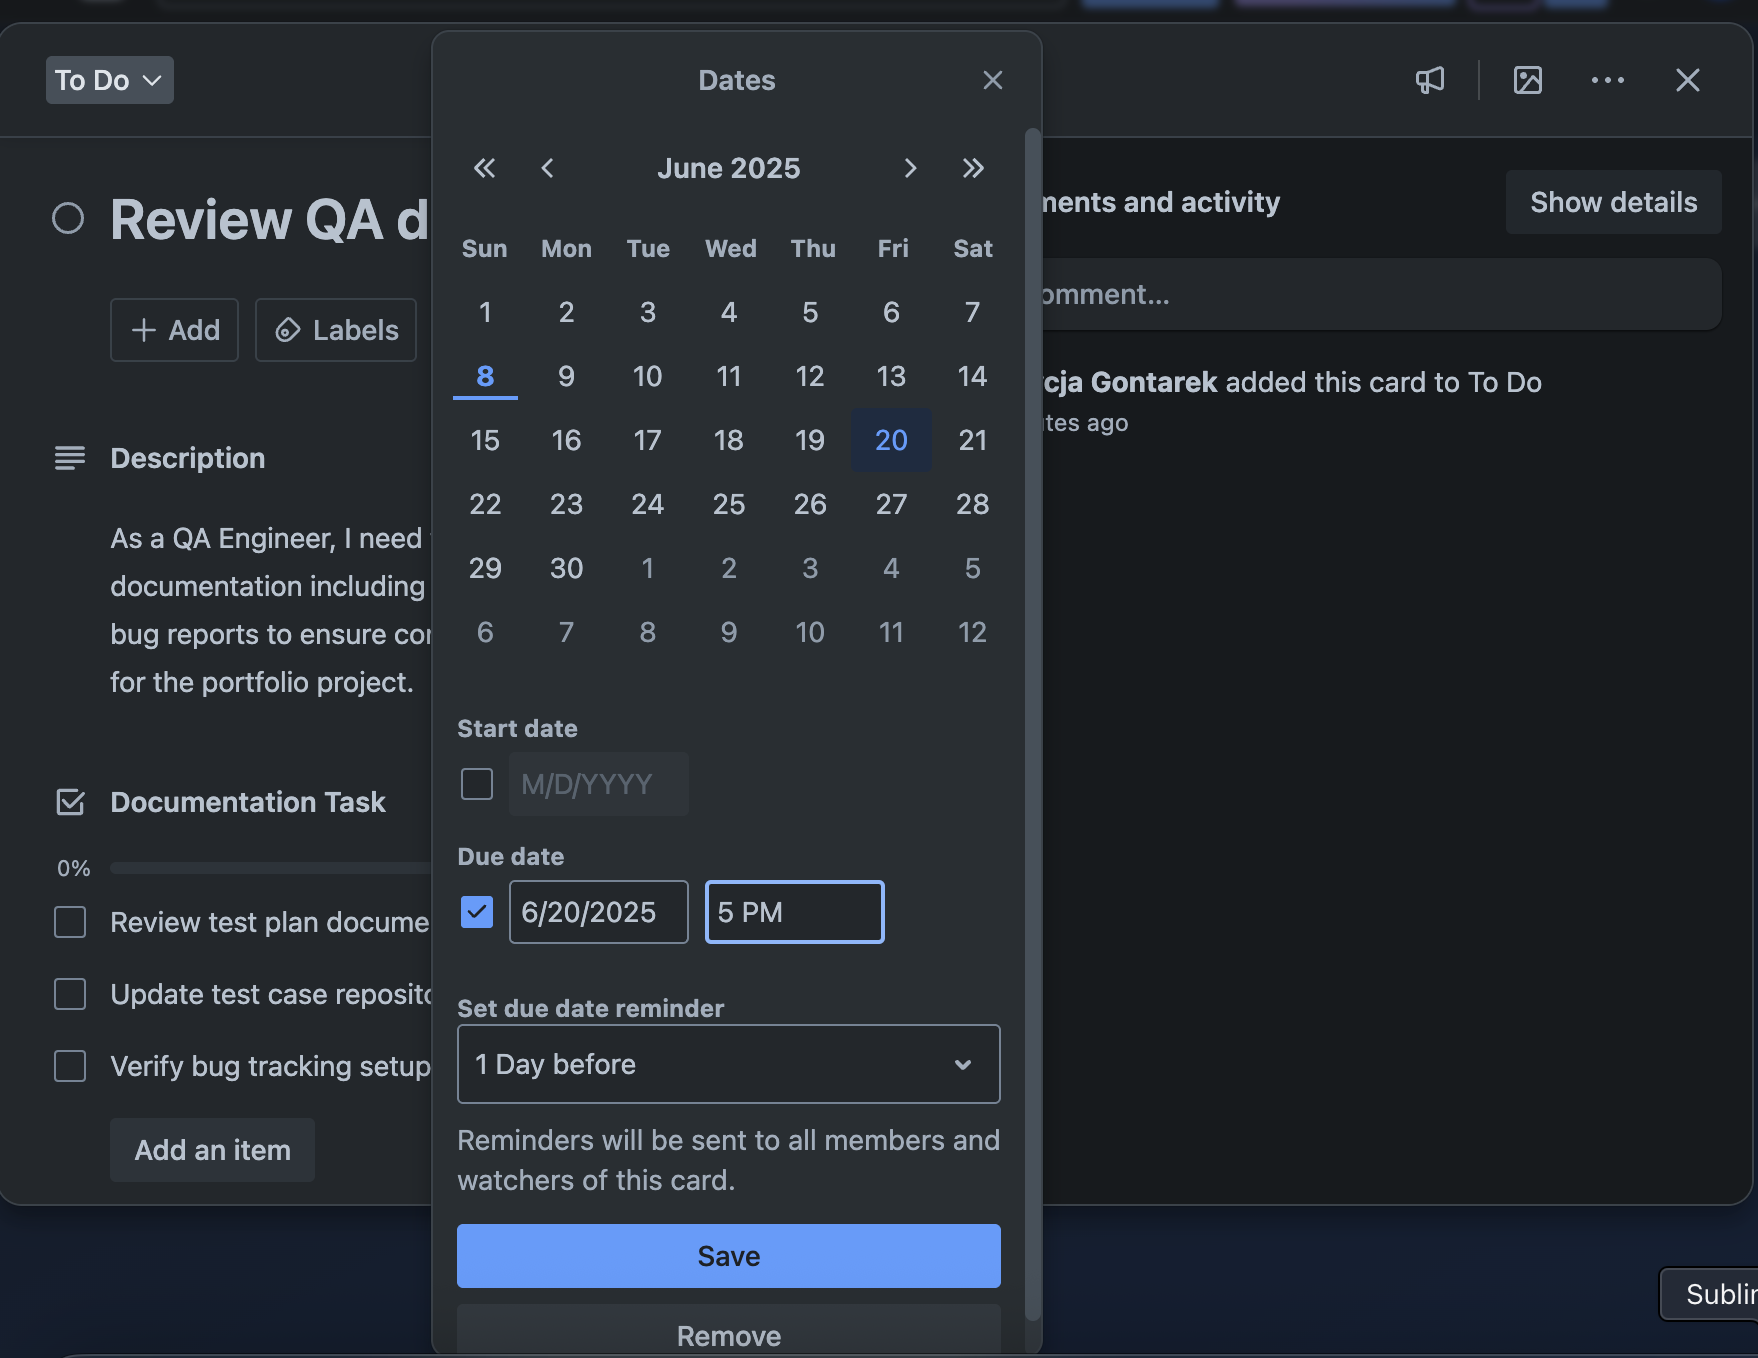 To Do
Review QA d
Add
Labels
Description
As a QA Engineer, I need
documentation including
bug reports to ensure
for the portfolio project.
Documentation Task
0%
Review test plan docume
Update test case reposito
Verify bug tracking setup
Add an item
Dates
June 2025
Sun Mon Tue Wed Thu Fri Sat
1 2 3 4 5 6 7
8 9 10 11 12 13 14
15 16 17 18 19 20 21
22 23 24 25 26 27 28
29 30 1 2 3 4 5
6 7 8 9 10 11 12
Start date
M/D/YYYY
Due date
6/20/2025 5 PM
Set due date reminder
1 Day before
Reminders will be sent to all members and
watchers of this card.
Save
Remove
ments and activity
Show details
omment...
cja Gontarek added this card to To Do
tes ago
Sublim